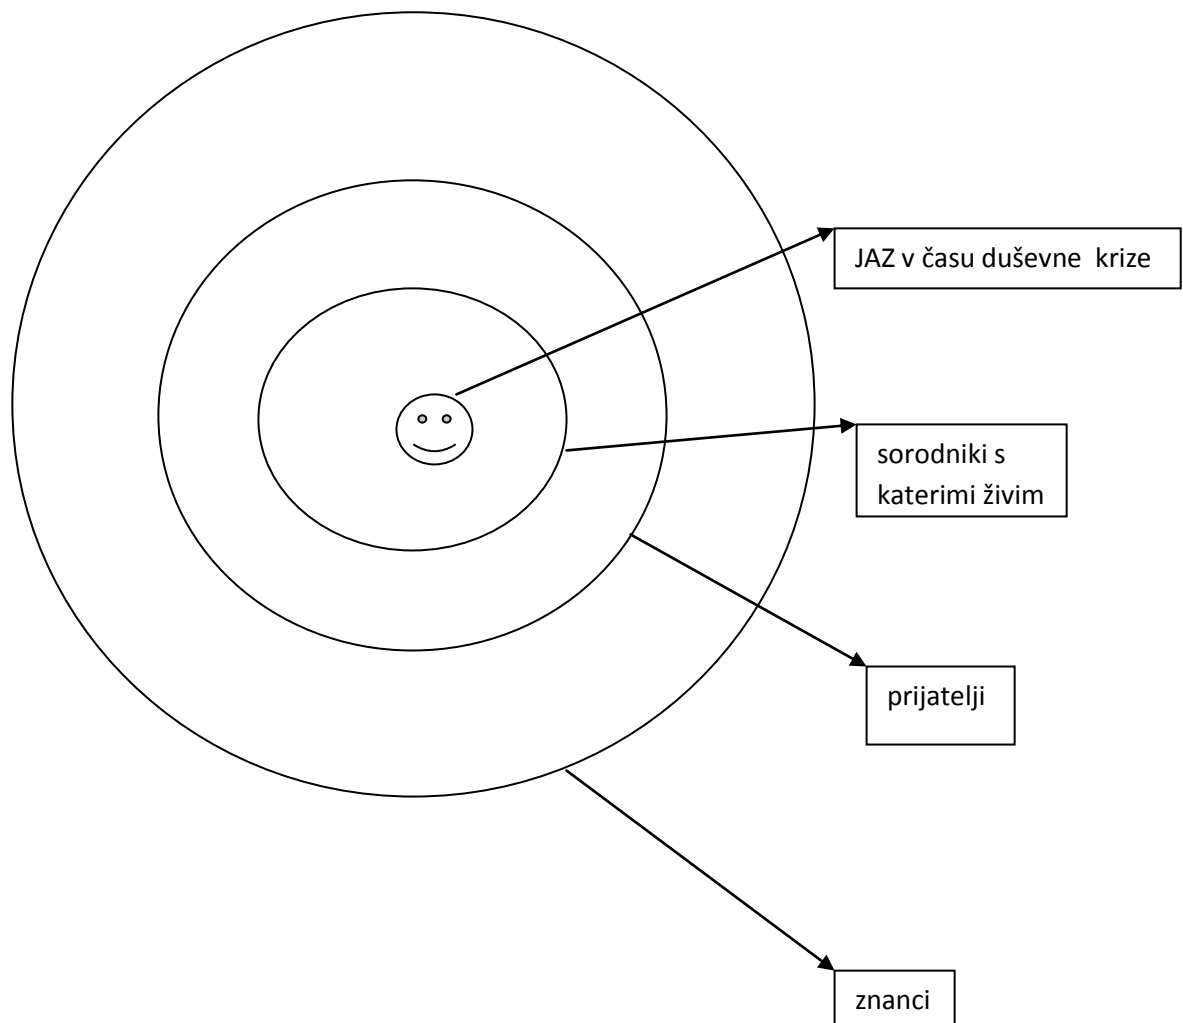 JAZ v času duševne krize
sorodniki s
katerimi živim
prijatelji
znanci